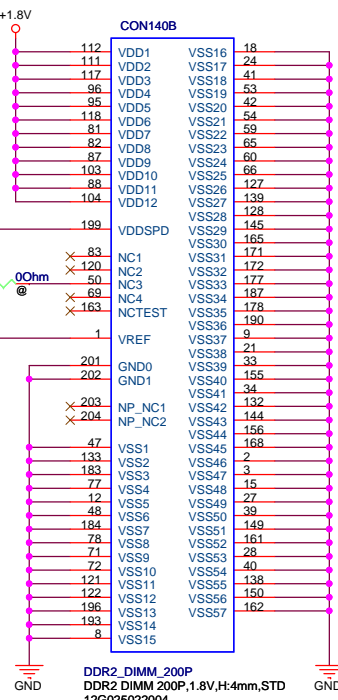 +1.8V
CON140B
112 VDD1 VSS16 18
111 VDD2 VSS17 24
117 VDD3 VSS18 41
96 VDD4 VSS19 53
95 VDD5 VSS20 42
118 VDD6 VSS21 54
81 VDD7 VSS22 59
82 VDD8 VSS23 65
87 VDD9 VSS24 60
103 VDD10 VSS25 66
88 VDD11 VSS26 127
104 VDD12 VSS27 139
VSS28 128
199 VDDSPD VSS29 145
VSS30 165
83 NC1 VSS31 171
120 NC2 VSS32 172
0Ohm 50 NC3 VSS33 177
@ 69 NC4 VSS34 187
163 NCTEST VSS35 178
VSS36 190
1 VREF VSS37 9
VSS38 21
201 GND0 VSS39 33
202 GND1 VSS40 155
VSS41 34
203 NP_NC1 VSS42 132
204 NP_NC2 VSS43 144
VSS44 156
47 VSS1 VSS45 168
133 VSS2 VSS46 2
183 VSS3 VSS47 3
77 VSS4 VSS48 15
12 VSS5 VSS49 27
48 VSS6 VSS50 39
184 VSS7 VSS51 149
78 VSS8 VSS52 161
71 VSS9 VSS53 28
72 VSS10 VSS54 40
121 VSS11 VSS55 138
122 VSS12 VSS56 150
196 VSS13 VSS57 162
193 VSS14
8 VSS15
GND DDR2_DIMM_200P GND
DDR2 DIMM 200P,1.8V,H:4mm,STD